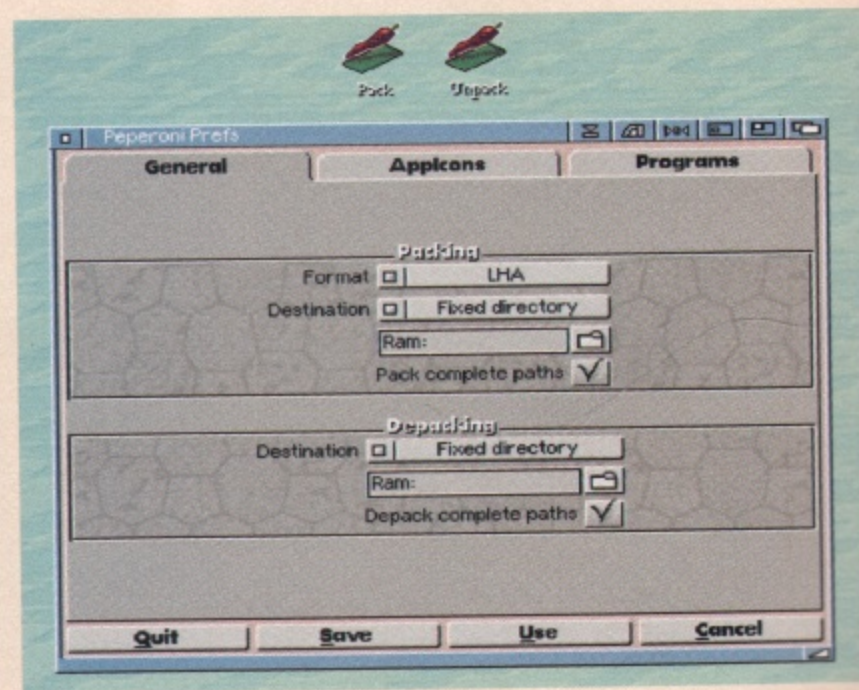 Pack Unpack
Peperoni Prefs
General AppIcons Programs
Packing
Format LHA
Destination Fixed directory
Ram:
Pack complete paths
Depacking
Destination Fixed directory
Ram:
Depack complete paths
Quit Save Use Cancel